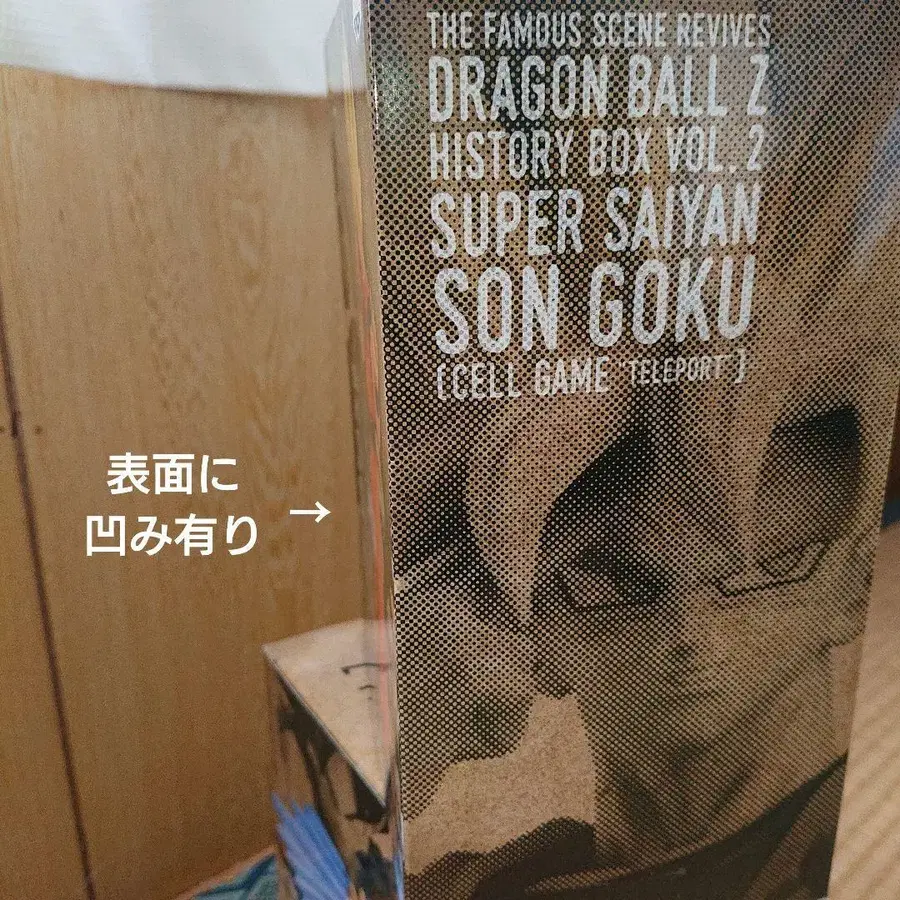 THE FAMOUS SCENE REVIVES
DRAGON BALL Z
HISTORY BOX VOL. 2
SUPER SAIYAN
SON GOKU
(CELL GAME "TELEPORT")
表面に
凹み有り →